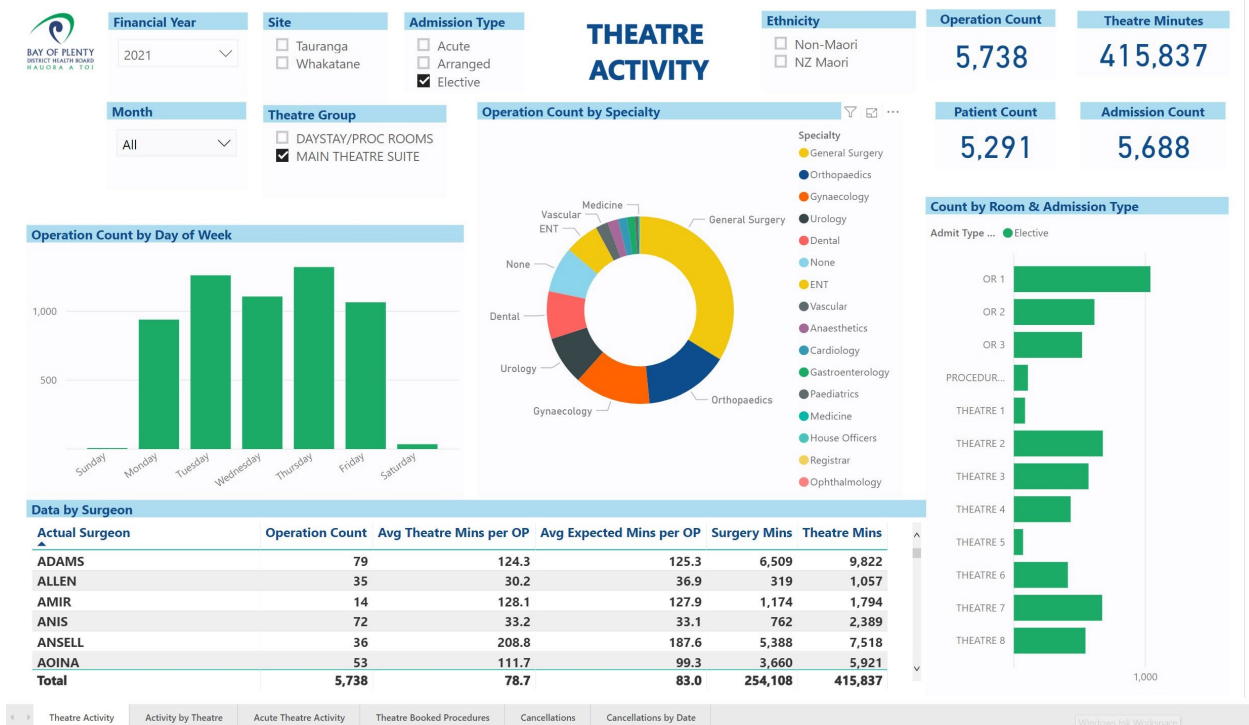 BAY OF PLENTY
DISTRICT HEALTH BOARD
HAUORA A TOI
Financial Year
2021
Site
Tauranga
Whakatane
Admission Type
Acute
Arranged
Elective
THEATRE
ACTIVITY
Ethnicity
Non-Maori
NZ Maori
Operation Count
5,738
Theatre Minutes
415,837
Month
All
Theatre Group
DAYSTAY/PROC ROOMS
MAIN THEATRE SUITE
Patient Count
5,291
Admission Count
5,688
Operation Count by Day of Week
1,000
500
Sunday
Monday
Tuesday
Wednesday
Thursday
Friday
Saturday
Operation Count by Specialty
Medicine
Vascular
ENT
None
Dental
Urology
Gynaecology
Orthopaedics
General Surgery
Specialty
General Surgery
Orthopaedics
Gynaecology
Urology
Dental
None
ENT
Vascular
Anaesthetics
Cardiology
Gastroenterology
Paediatrics
Medicine
House Officers
Registrar
Ophthalmology
Count by Room & Admission Type
Admit Type ... Elective
OR 1
OR 2
OR 3
PROCEDUR...
THEATRE 1
THEATRE 2
THEATRE 3
THEATRE 4
THEATRE 5
THEATRE 6
THEATRE 7
THEATRE 8
1,000
Data by Surgeon
Actual Surgeon Operation Count Avg Theatre Mins per OP Avg Expected Mins per OP Surgery Mins Theatre Mins
ADAMS 79 124.3 125.3 6,509 9,822
ALLEN 35 30.2 36.9 319 1,057
AMIR 14 128.1 127.9 1,174 1,794
ANIS 72 33.2 33.1 762 2,389
ANSELL 36 208.8 187.6 5,388 7,518
AOINA 53 111.7 99.3 3,660 5,921
Total 5,738 78.7 83.0 254,108 415,837
Theatre Activity Activity by Theatre Acute Theatre Activity Theatre Booked Procedures Cancellations Cancellations by Date
Windows Ink Workspace